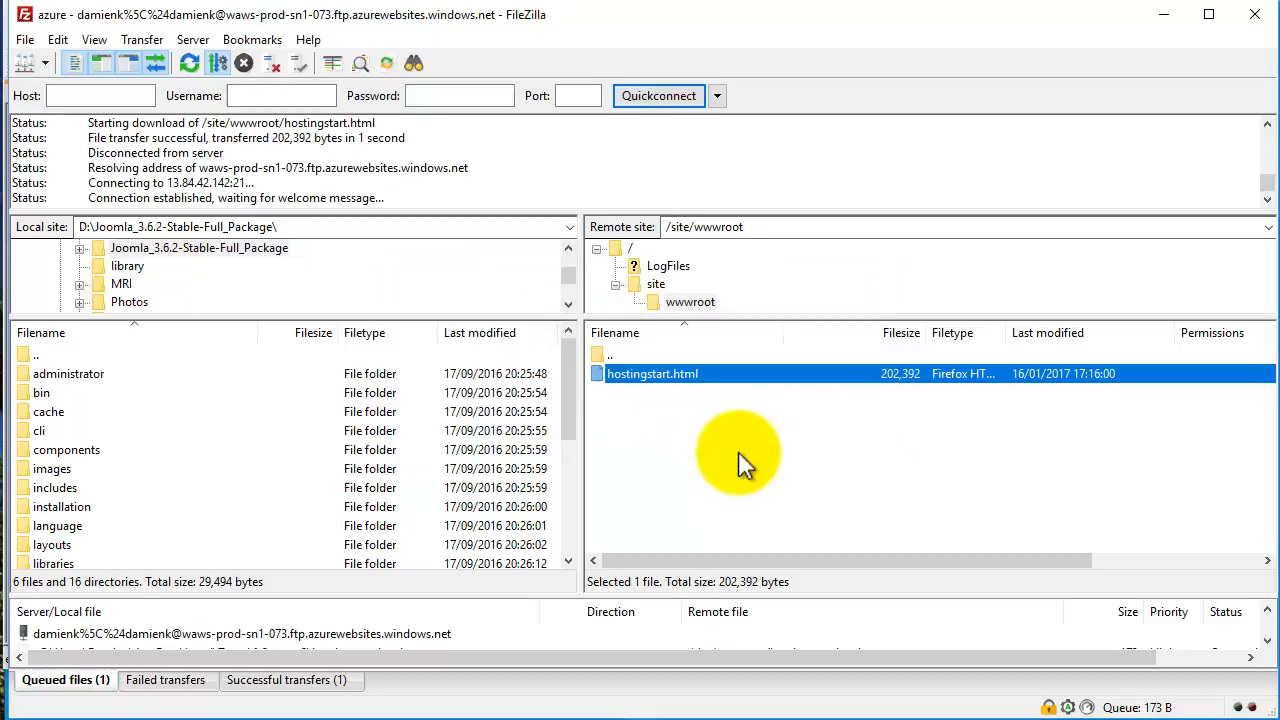 azure - damienk%5C%24damienk@waws-prod-sn1-073.ftp.azurewebsites.windows.net - FileZilla
File Edit View Transfer Server Bookmarks Help
Host: Username: Password: Port: Quickconnect
Status: Starting download of /site/wwwroot/hostingstart.html
Status: File transfer successful, transferred 202,392 bytes in 1 second
Status: Disconnected from server
Status: Resolving address of waws-prod-sn1-073.ftp.azurewebsites.windows.net
Status: Connecting to 13.84.42.142:21...
Status: Connection established, waiting for welcome message...
Local site: D:\Joomla_3.6.2-Stable-Full_Package\
Joomla_3.6.2-Stable-Full_Package
library
MRI
Photos
Remote site: /site/wwwroot
/
? LogFiles
site
wwwroot
Filename Filesize Filetype Last modified
..
administrator File folder 17/09/2016 20:25:48
bin File folder 17/09/2016 20:25:54
cache File folder 17/09/2016 20:25:54
cli File folder 17/09/2016 20:25:55
components File folder 17/09/2016 20:25:59
images File folder 17/09/2016 20:25:59
includes File folder 17/09/2016 20:25:59
installation File folder 17/09/2016 20:26:00
language File folder 17/09/2016 20:26:01
layouts File folder 17/09/2016 20:26:02
libraries File folder 17/09/2016 20:26:12
6 files and 16 directories. Total size: 29,494 bytes
Filename Filesize Filetype Last modified Permissions
..
hostingstart.html 202,392 Firefox HT... 16/01/2017 17:16:00
Selected 1 file. Total size: 202,392 bytes
Server/Local file Direction Remote file Size Priority Status
damienk%5C%24damienk@waws-prod-sn1-073.ftp.azurewebsites.windows.net
Queued files (1) Failed transfers Successful transfers (1)
Queue: 173 B